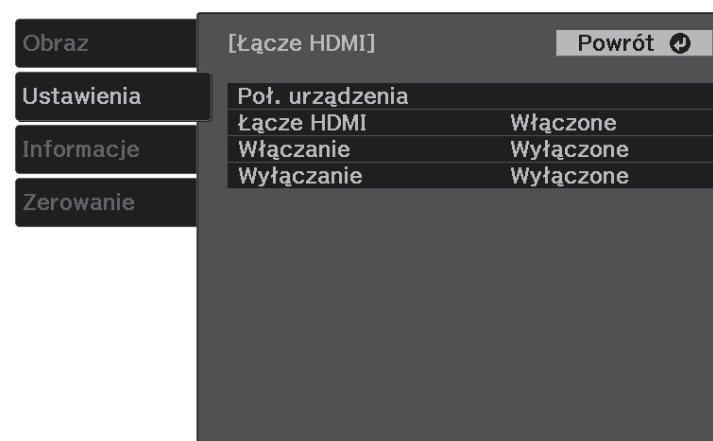 Obraz
Ustawienia
Informacje
Zerowanie
[Łącze HDMI]
Powrót
Poł. urządzenia
Łącze HDMI Włączone
Włączanie Wyłączone
Wyłączanie Wyłączone